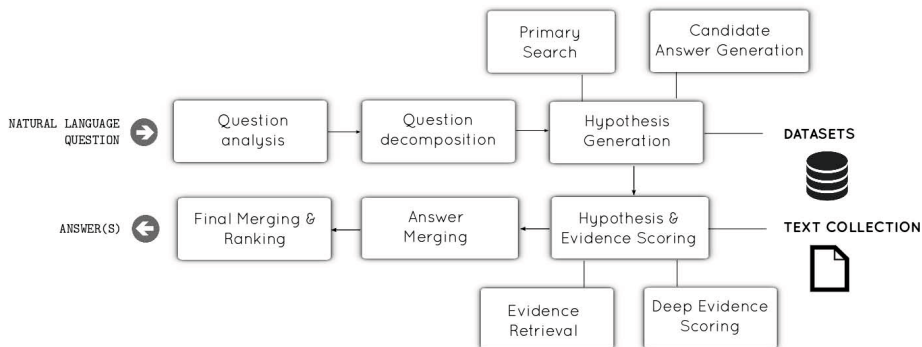 Primary
Search
Candidate
Answer Generation
NATURAL LANGUAGE
QUESTION
Question
analysis
Question
decomposition
Hypothesis
Generation
DATASETS
ANSWER(S)
Final Merging &
Ranking
Answer
Merging
Hypothesis &
Evidence Scoring
TEXT COLLECTION
Evidence
Retrieval
Deep Evidence
Scoring